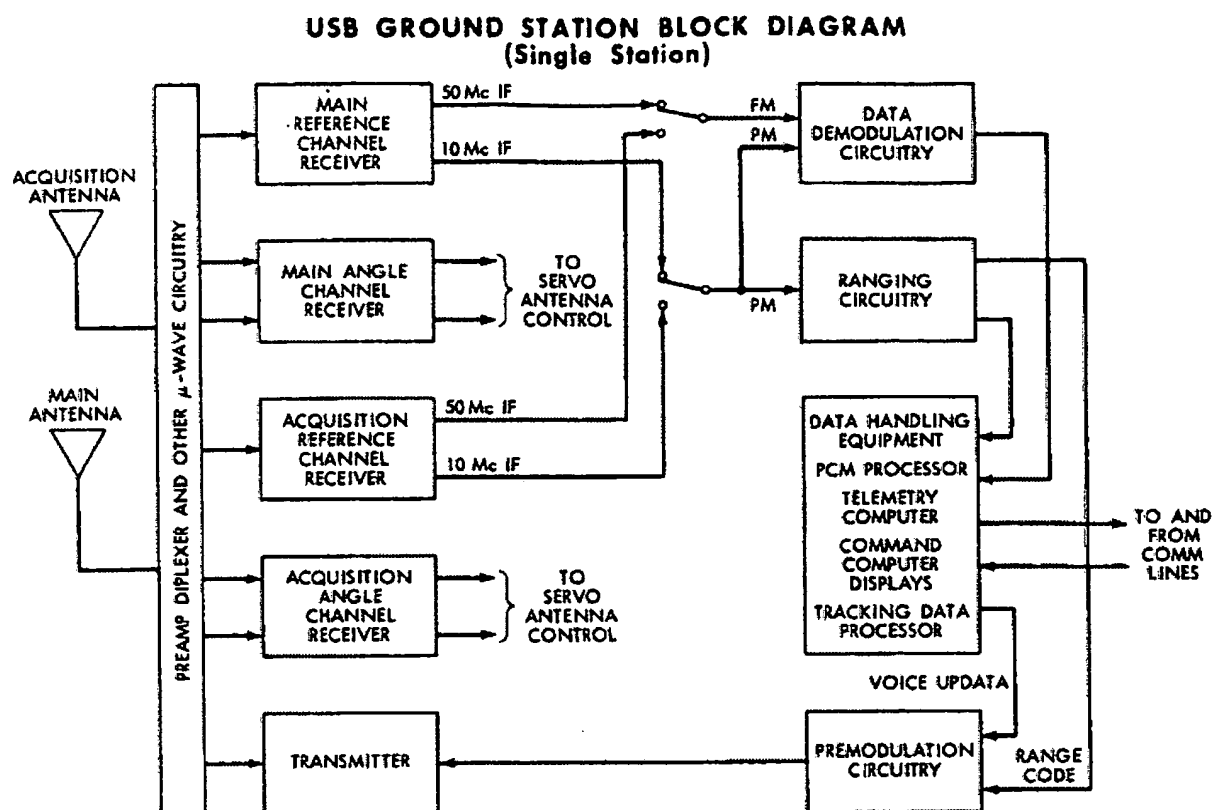 USB GROUND STATION BLOCK DIAGRAM
(Single Station)
ACQUISITION
ANTENNA
MAIN
ANTENNA
PREAMP DIPLEXER AND OTHER μ-WAVE CIRCUITRY
MAIN
REFERENCE
CHANNEL
RECEIVER
50 Mc IF
10 Mc IF
MAIN ANGLE
CHANNEL
RECEIVER
TO
SERVO
ANTENNA
CONTROL
ACQUISITION
REFERENCE
CHANNEL
RECEIVER
50 Mc IF
10 Mc IF
ACQUISITION
ANGLE
CHANNEL
RECEIVER
TO
SERVO
ANTENNA
CONTROL
TRANSMITTER
FM
PM
DATA
DEMODULATION
CIRCUITRY
PM
RANGING
CIRCUITRY
DATA HANDLING
EQUIPMENT
PCM PROCESSOR
TELEMETRY
COMPUTER
COMMAND
COMPUTER
DISPLAYS
TRACKING DATA
PROCESSOR
TO AND
FROM
COMM
LINES
VOICE UPDATA
PREMODULATION
CIRCUITRY
RANGE
CODE